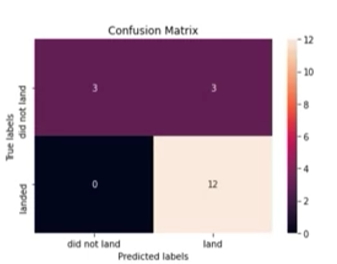 Confusion Matrix
True labels
did not land
landed
3 3
0 12
did not land land
Predicted labels
12
10
8
6
4
2
0